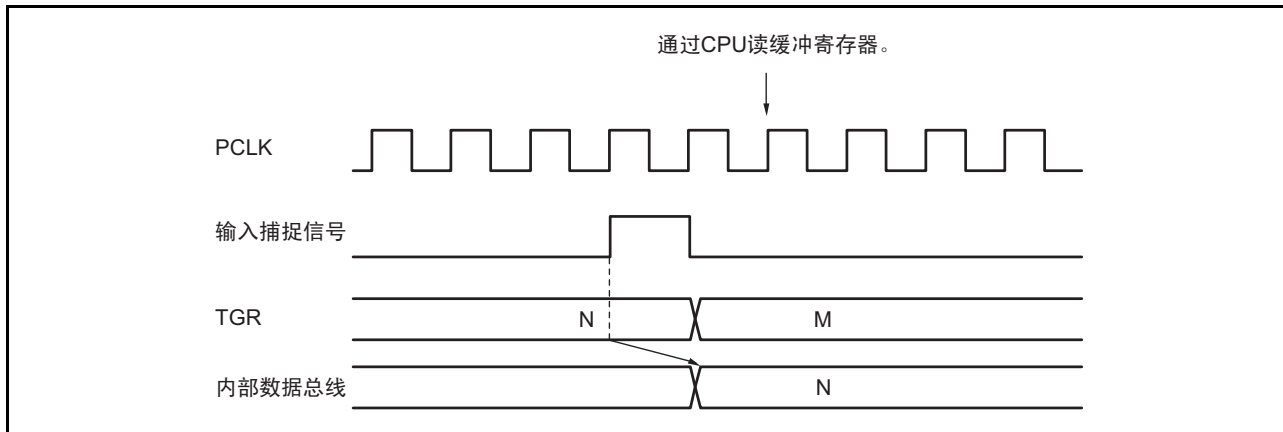 通过CPU读缓冲寄存器。
PCLK
输入捕捉信号
TGR
N
M
内部数据总线
N